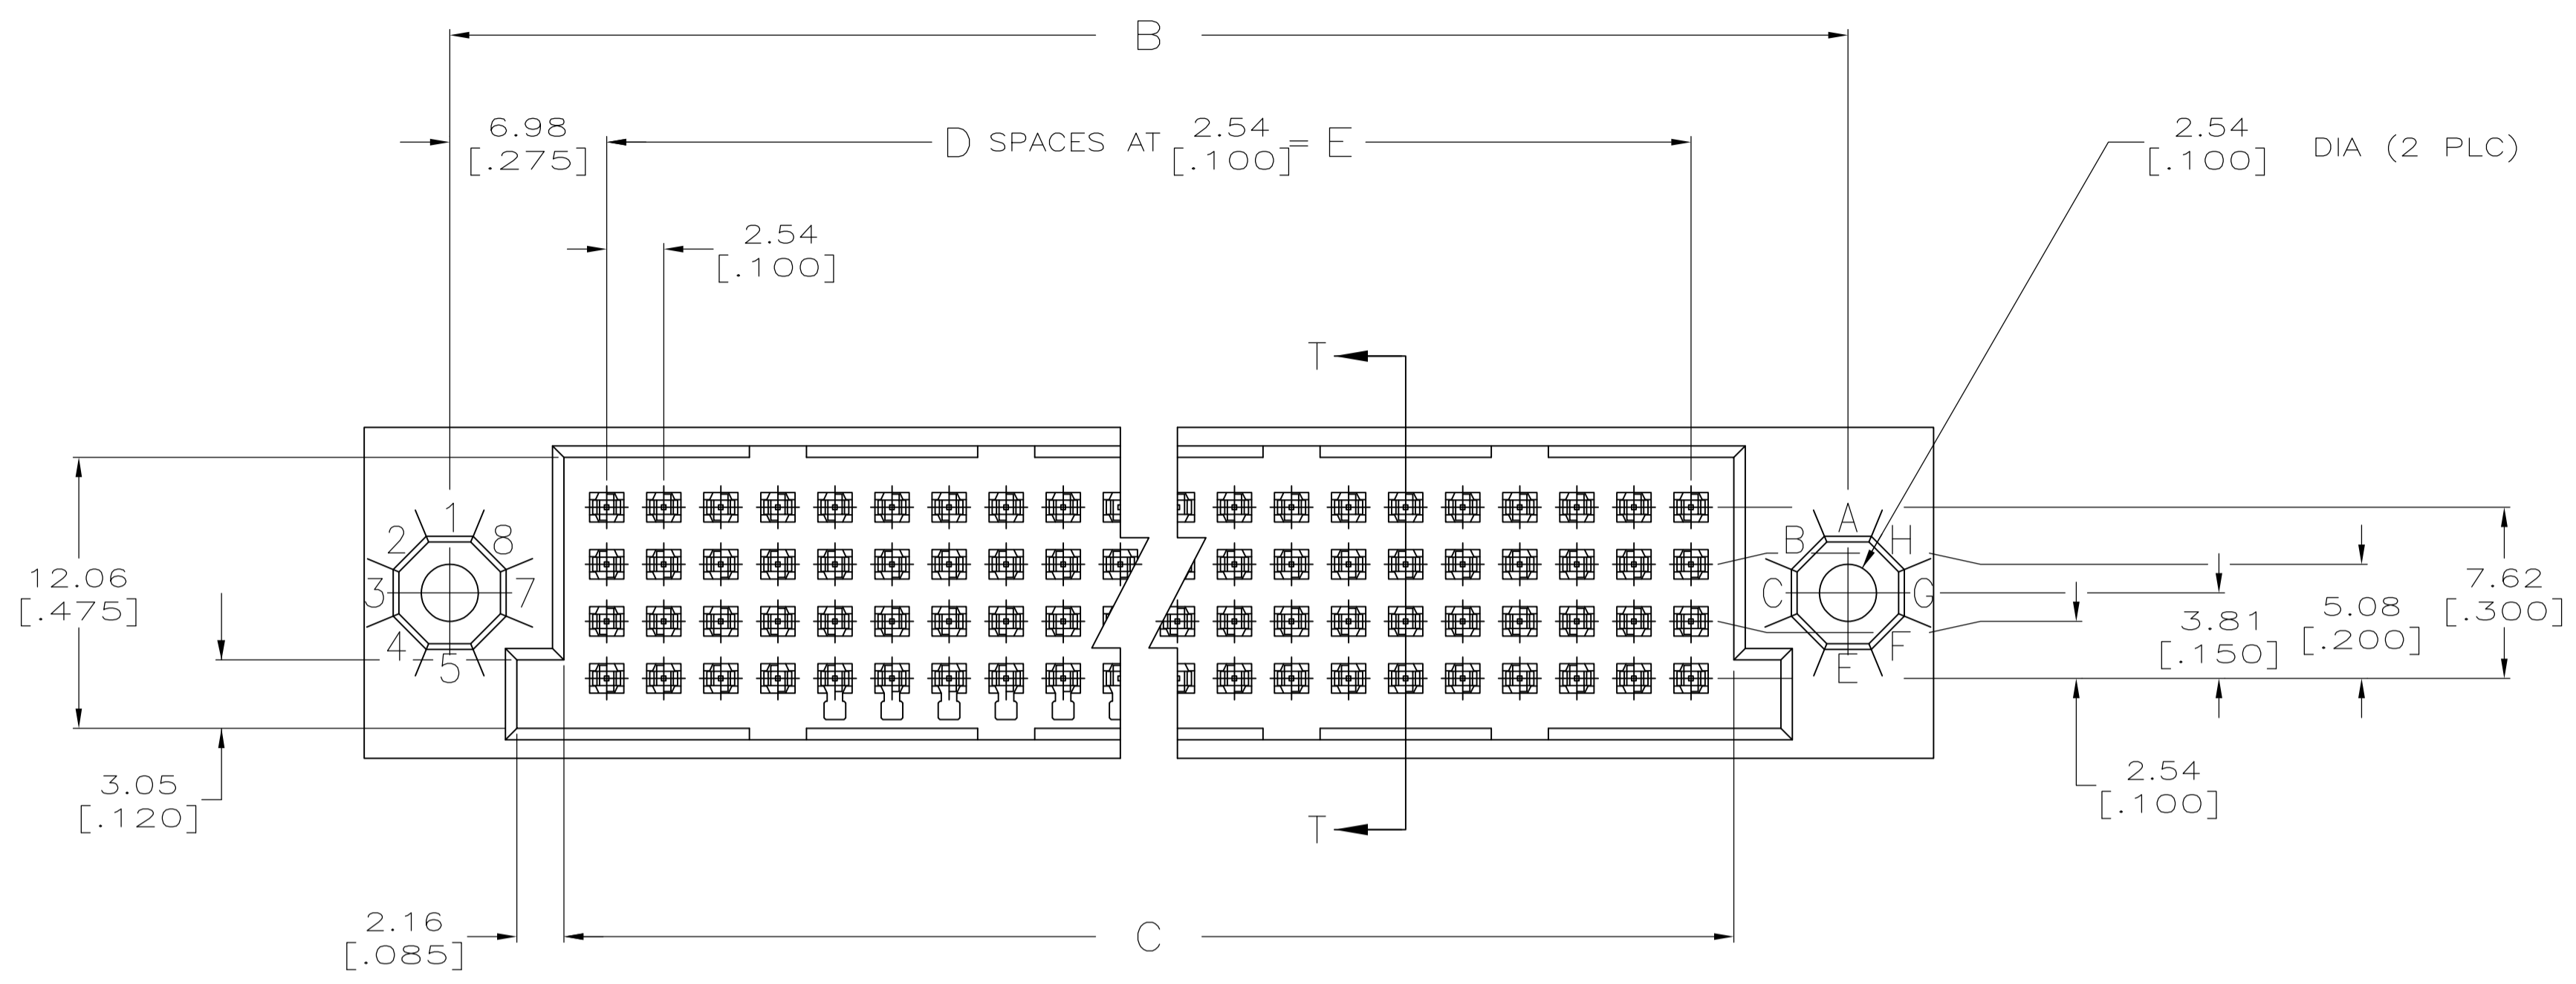 B
6.98
[.275]
D SPACES AT 2.54 [.100] = E
2.54
[.100]
DIA (2 PLC)
2.54
[.100]
T
1
2
8
3
7
4
5
A
B
H
C
G
F
E
12.06
[.475]
7.62
[.300]
5.08
[.200]
3.81
[.150]
3.05
[.120]
2.54
[.100]
T
2.16
[.085]
C